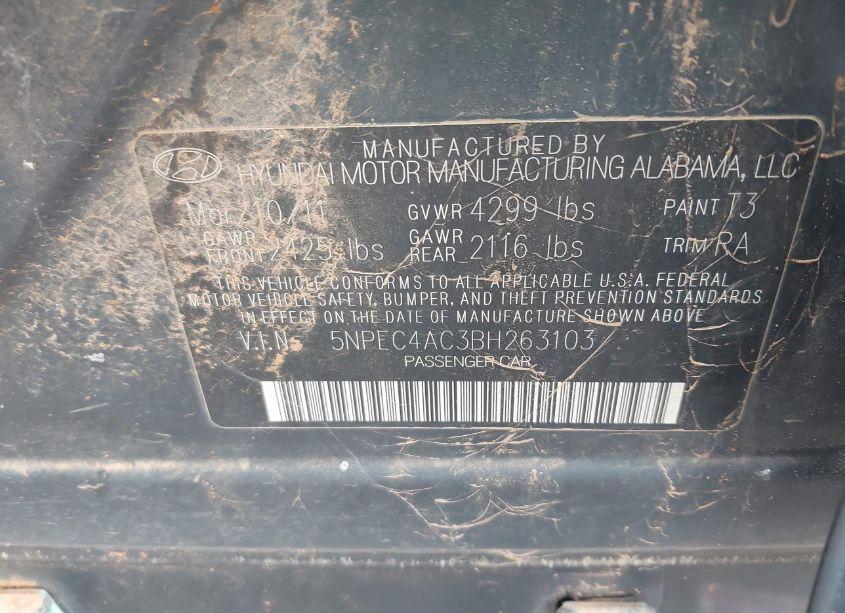 MANUFACTURED BY
HYUNDAI MOTOR MANUFACTURING ALABAMA, LLC
GVWR 4299 lbs PAINT T3
GAWR FRONT 2425 lbs GAWR REAR 2116 lbs TRIM RA
THIS VEHICLE CONFORMS TO ALL APPLICABLE U.S.A. FEDERAL
MOTOR VEHICLE SAFETY, BUMPER, AND THEFT PREVENTION STANDARDS
IN EFFECT ON THE DATE OF MANUFACTURE SHOWN ABOVE
V.I.N. 5NPEC4AC3BH263103
PASSENGER CAR